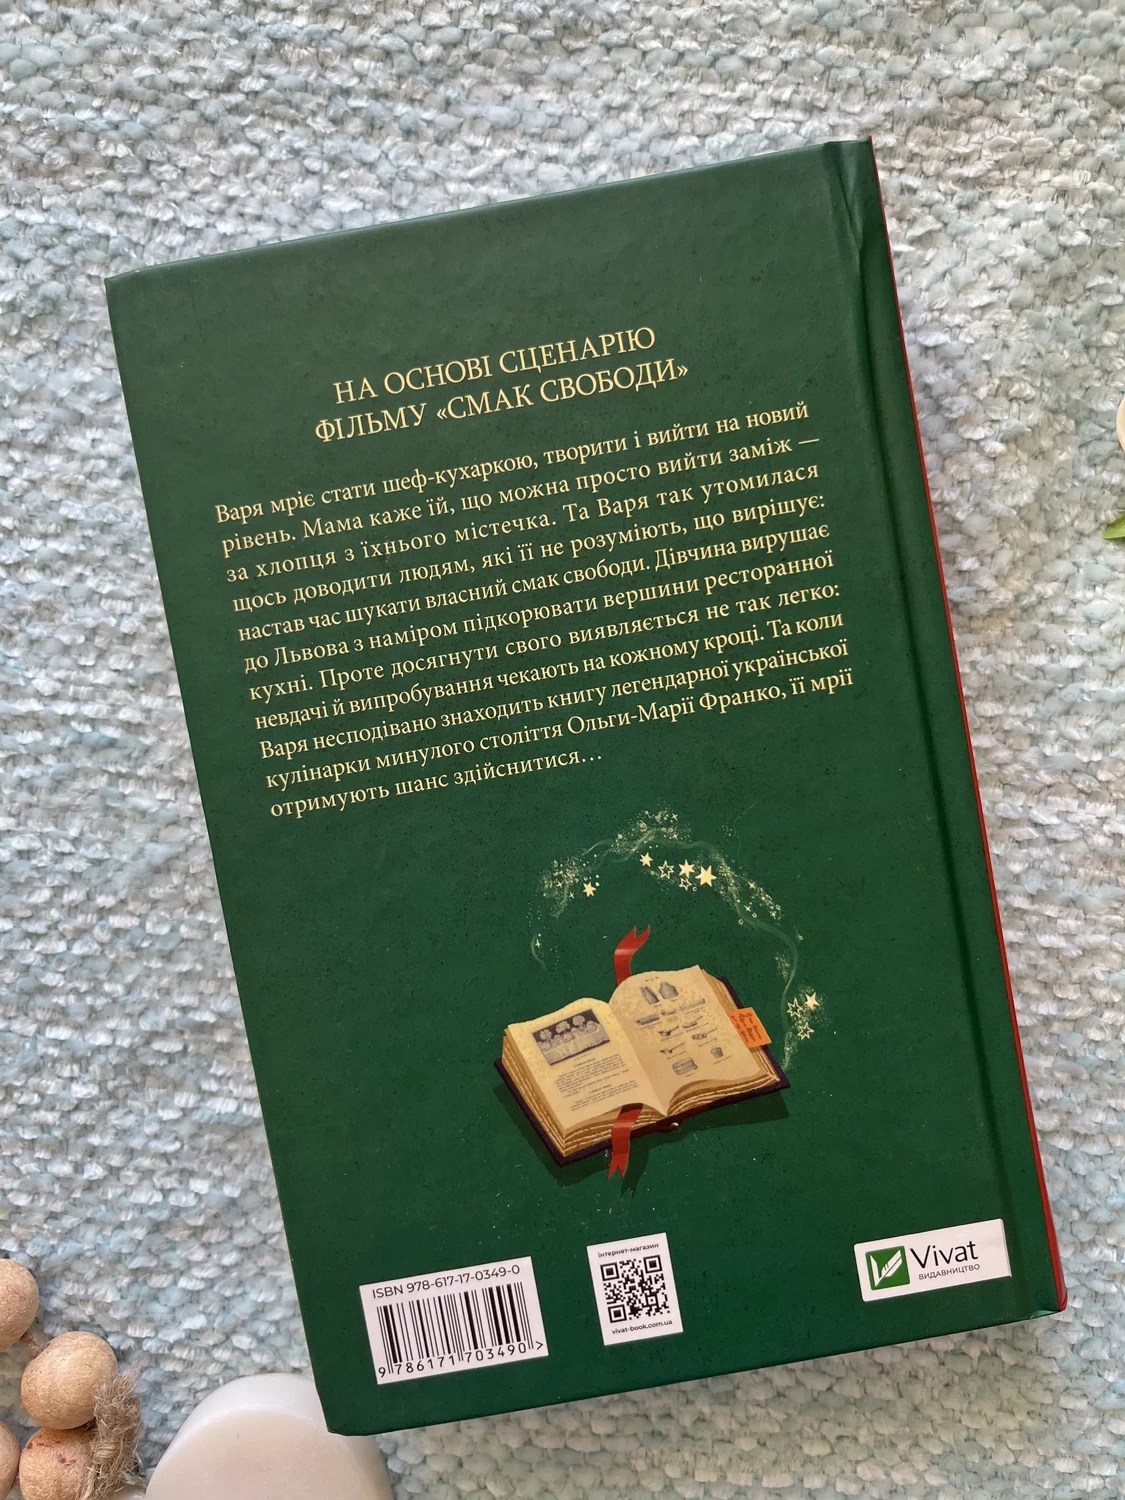 НА ОСНОВІ СЦЕНАРІЮ
ФІЛЬМУ «СМАК СВОБОДИ»
Варя мріє стати шеф-кухаркою, творити і вийти на новий
рівень. Мама каже їй, що можна просто вийти заміж —
за хлопця з їхнього містечка. Та Варя так утомилася
щось доводити людям, які її не розуміють, що вирішує:
настав час шукати власний смак свободи. Дівчина вирушає
до Львова з наміром підкорювати вершини ресторанної
кухні. Проте досягнути свого виявляється не так легко:
невдачі й випробування чекають на кожному кроці. Та коли
Варя несподівано знаходить книгу легендарної української
кулінарки минулого століття Ольги-Марії Франко, її мрії
отримують шанс здійснитися…
ISBN 978-617-17-0349-0
9 786171 703490 >
інтернет-магазин
vivat-book.com.ua
Vivat
ВИДАВНИЦТВО